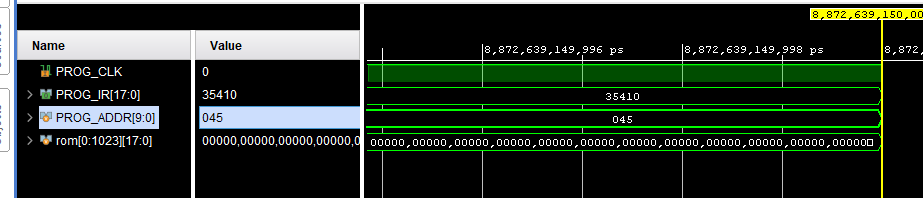 8,872,639,150,00
Name Value
8,872,639,149,996 ps 8,872,639,149,998 ps 8,872,
PROG_CLK 0
PROG_IR[17:0] 35410 35410
PROG_ADDR[9:0] 045 045
rom[0:1023][17:0] 00000,00000,00000,00000,0 00000,00000,00000,00000,00000,00000,00000,00000,00000,00000,00000,00000